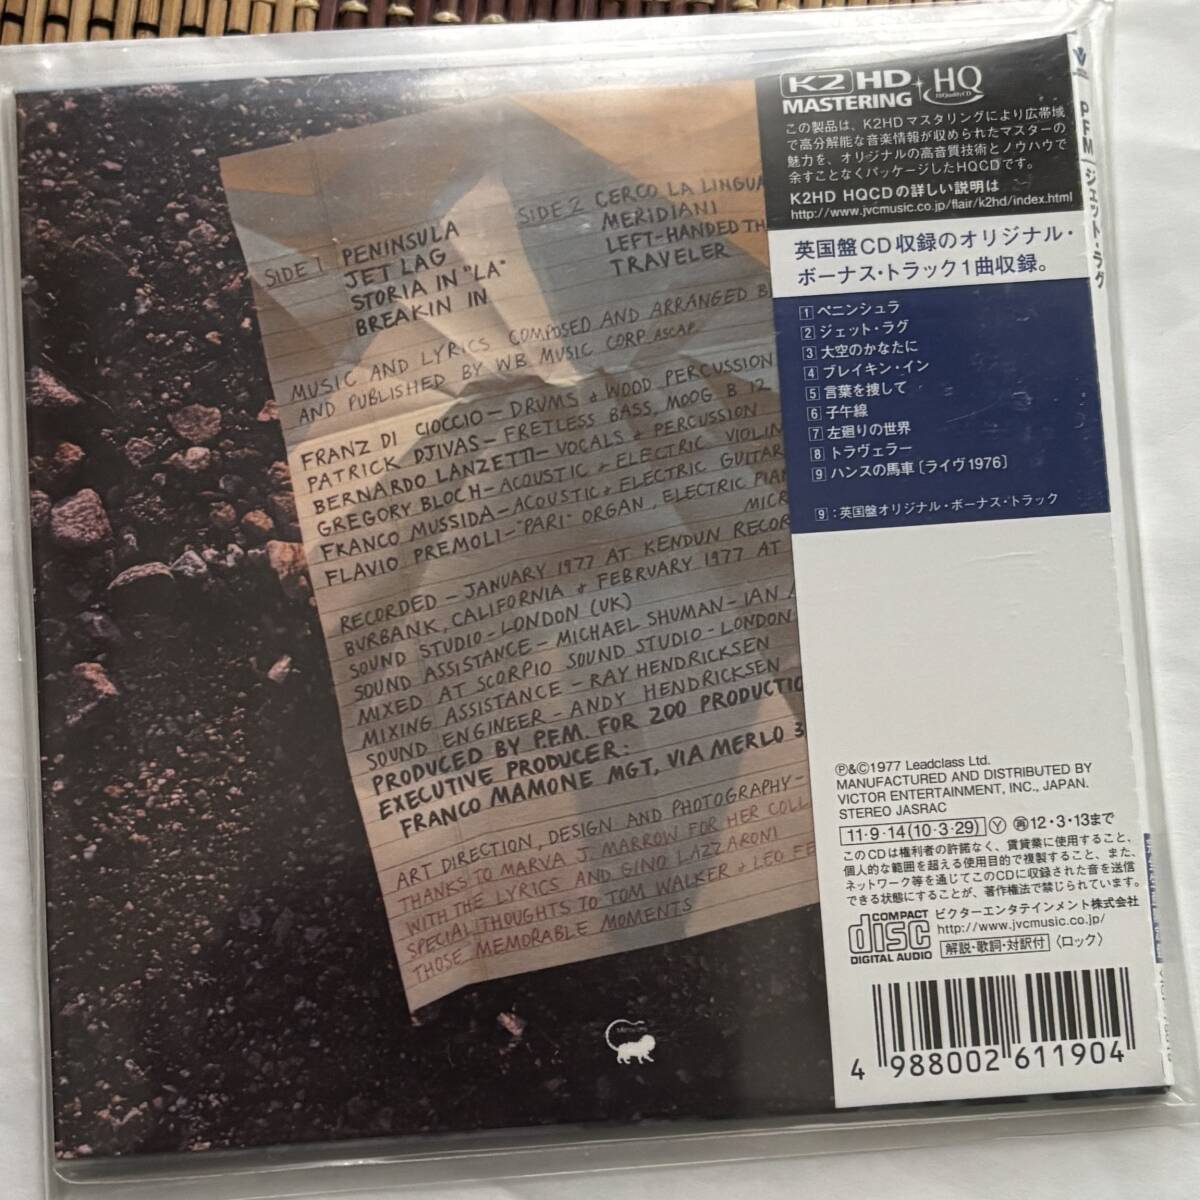 SIDE 1 PENINSULA
JET LAG
STORIA IN "LA"
BREAKIN IN
SIDE 2 CERCO LA LINGUA
MERIDIANI
LEFT-HANDED TH
TRAVELER
MUSIC AND LYRICS COMPOSED AND ARRANGED B
AND PUBLISHED BY WB MUSIC CORP. ASCAP
FRANZ DI CIOCCIO - DRUMS & WOOD PERCUSSION
PATRICK DJIVAS - FRETLESS BASS, MOOG B 12,
BERNARDO LANZETTI - VOCALS & PERCUSSION
GREGORY BLOCH - ACOUSTIC & ELECTRIC VIOLIN
FRANCO MUSSIDA - ACOUSTIC & ELECTRIC GUITAR
FLAVIO PREMOLI - "PARI" ORGAN, ELECTRIC PIAN
MICR
RECORDED - JANUARY 1977 AT KENDUN RECOR
BURBANK, CALIFORNIA & FEBRUARY 1977 AT
SOUND STUDIO - LONDON (UK)
SOUND ASSISTANCE - MICHAEL SHUMAN - IAN
MIXED AT SCORPIO SOUND STUDIO - LONDON
MIXING ASSISTANCE - RAY HENDRICKSEN
SOUND ENGINEER - ANDY HENDRICKSEN
PRODUCED BY P.F.M. FOR ZOO PRODUCTIO
EXECUTIVE PRODUCER:
FRANCO MAMONE MGT, VIA MERLO 3
ART DIRECTION, DESIGN AND PHOTOGRAPHY -
THANKS TO MARVA J. MARROW FOR HER COLL
WITH THE LYRICS AND GINO LAZZARONI
SPECIAL THOUGHTS TO TOM WALKER & LEO FE
THOSE MEMORABLE MOMENTS
K2 HD MASTERING + HQ
HiQualityCD
この製品は、K2HDマスタリングにより広帯域
で高分解能な音楽情報が収められたマスターの
魅力を、オリジナルの高音質技術とノウハウで
余すことなくパッケージしたHQCDです。
K2HD HQCDの詳しい説明は
http://www.jvcmusic.co.jp/flair/k2hd/index.html
英国盤CD収録のオリジナル・
ボーナス・トラック1曲収録。
1 ペニンシュラ
2 ジェット・ラグ
3 大空のかなたに
4 ブレイキン・イン
5 言葉を捜して
6 子午線
7 左廻りの世界
8 トラヴェラー
9 ハンスの馬車〔ライヴ1976〕
9：英国盤オリジナル・ボーナス・トラック
℗&©1977 Leadclass Ltd.
MANUFACTURED AND DISTRIBUTED BY
VICTOR ENTERTAINMENT, INC., JAPAN.
STEREO JASRAC
11·9·14(10·3·29) Ⓨ 再12·3·13まで
このCDは権利者の許諾なく、賃貸業に使用すること、
個人的な範囲を超える使用目的で複製すること、また、
ネットワーク等を通じてこのCDに収録された音を送信
できる状態にすることが、著作権法で禁じられています。
COMPACT disc DIGITAL AUDIO
ビクターエンタテインメント株式会社
http://www.jvcmusic.co.jp/
解説・歌詞・対訳付 〈ロック〉
4 988002 611904
PFM／ジェット・ラグ